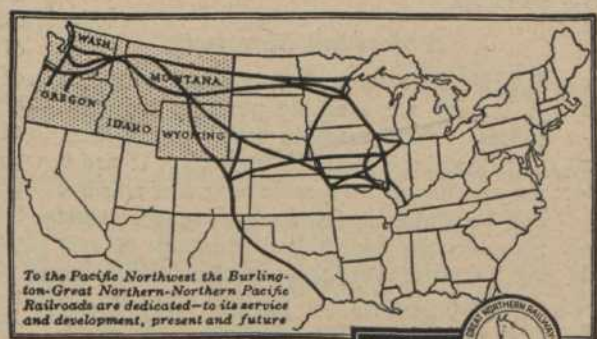 WASH.
MONTANA
OREGON
IDAHO
WYOMING
To the Pacific Northwest the Burling-
ton-Great Northern-Northern Pacific
Railroads are dedicated—to its service
and development, present and future
GREAT NORTHERN RAILWAY